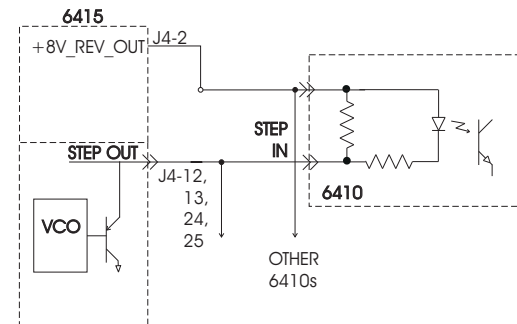 6415
+8V_REV_OUT
J4-2
STEP
IN
STEP OUT
J4-12,
13,
24,
25
6410
VCO
OTHER
6410s